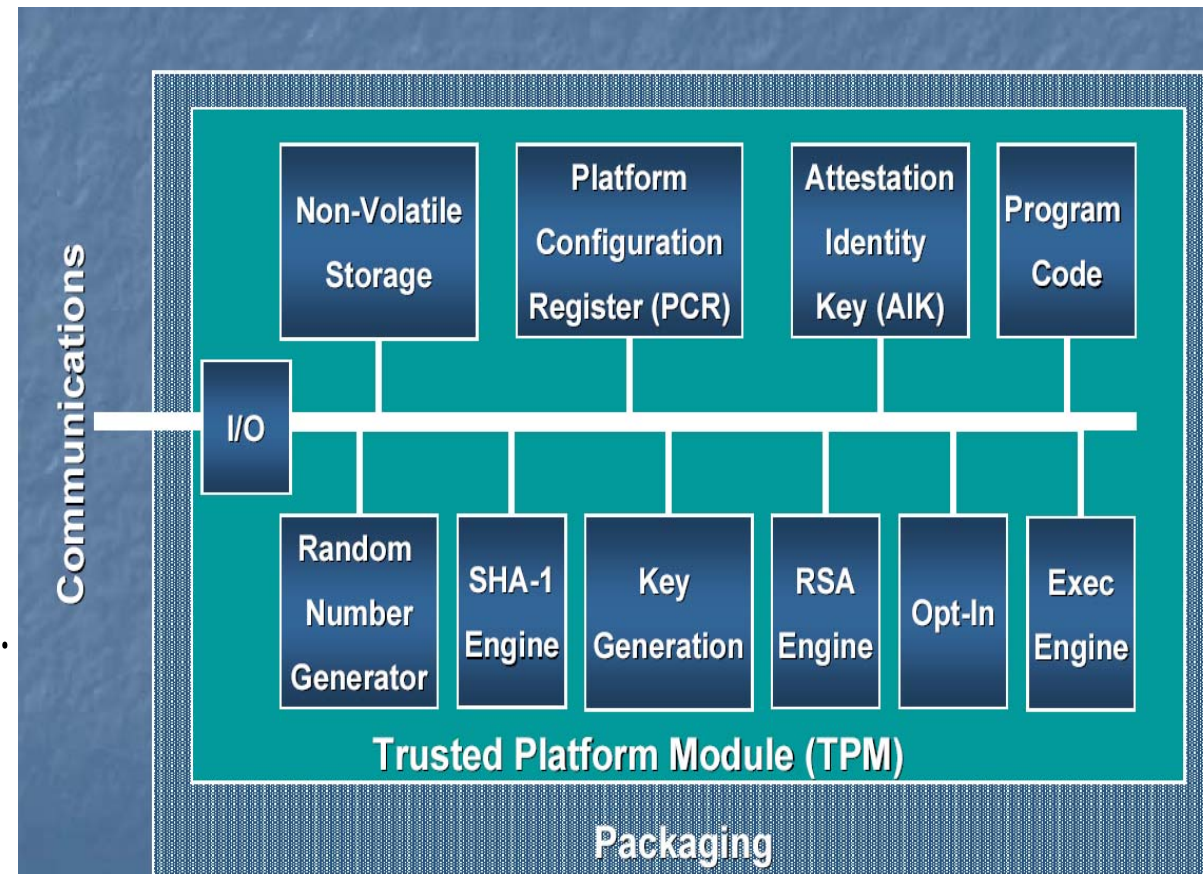 Communications
Non-Volatile
Storage
Platform
Configuration
Register (PCR)
Attestation
Identity
Key (AIK)
Program
Code
I/O
Random
Number
Generator
SHA-1
Engine
Key
Generation
RSA
Engine
Opt-In
Exec
Engine
Trusted Platform Module (TPM)
Packaging